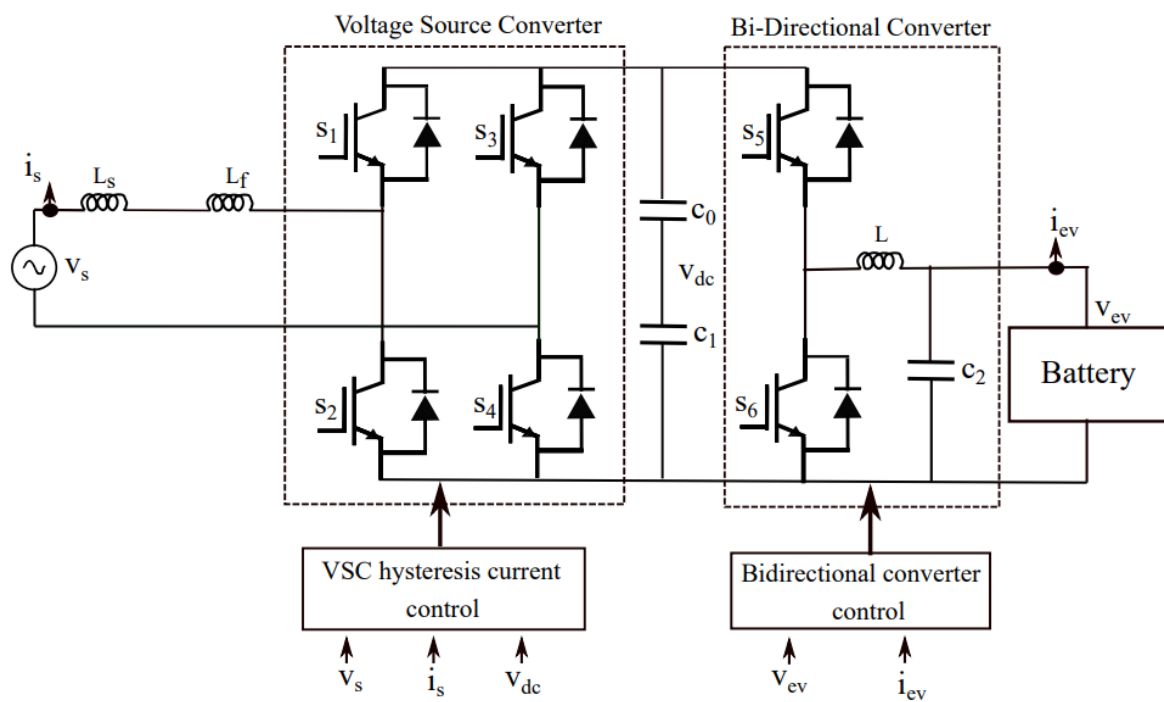 Voltage Source Converter
Bi-Directional Converter
S1
S3
S5
is
Ls
Lf
vs
c0
vdc
c1
L
iev
vev
Battery
c2
S2
S4
S6
VSC hysteresis current
control
Bidirectional converter
control
vs
is
vdc
vev
iev